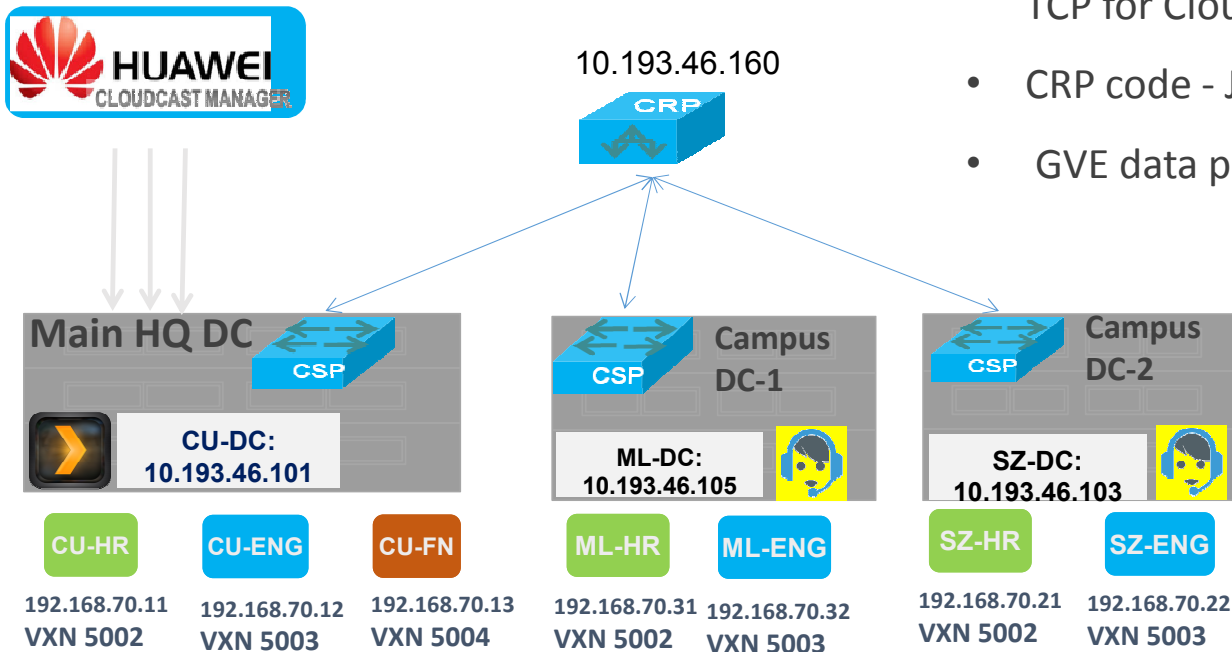 HUAWEI
CLOUDCAST MANAGER
10.193.46.160
CRP
TCP for Clou
• CRP code - J
• GVE data p
Main HQ DC
CSP
CU-DC:
10.193.46.101
CSP
Campus
DC-1
ML-DC:
10.193.46.105
CSP
Campus
DC-2
SZ-DC:
10.193.46.103
CU-HR
192.168.70.11
VXN 5002
CU-ENG
192.168.70.12
VXN 5003
CU-FN
192.168.70.13
VXN 5004
ML-HR
192.168.70.31
VXN 5002
ML-ENG
192.168.70.32
VXN 5003
SZ-HR
192.168.70.21
VXN 5002
SZ-ENG
192.168.70.22
VXN 5003